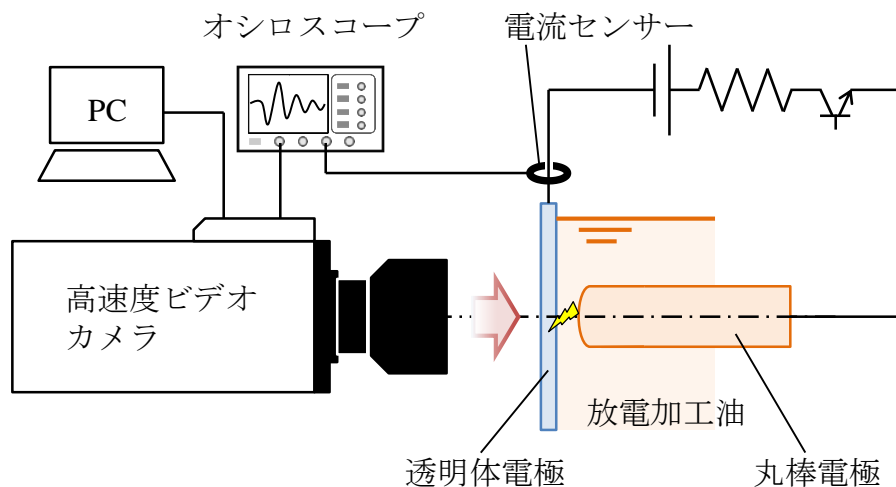 オシロスコープ
電流センサー
PC
高速度ビデオ
カメラ
放電加工油
透明体電極
丸棒電極